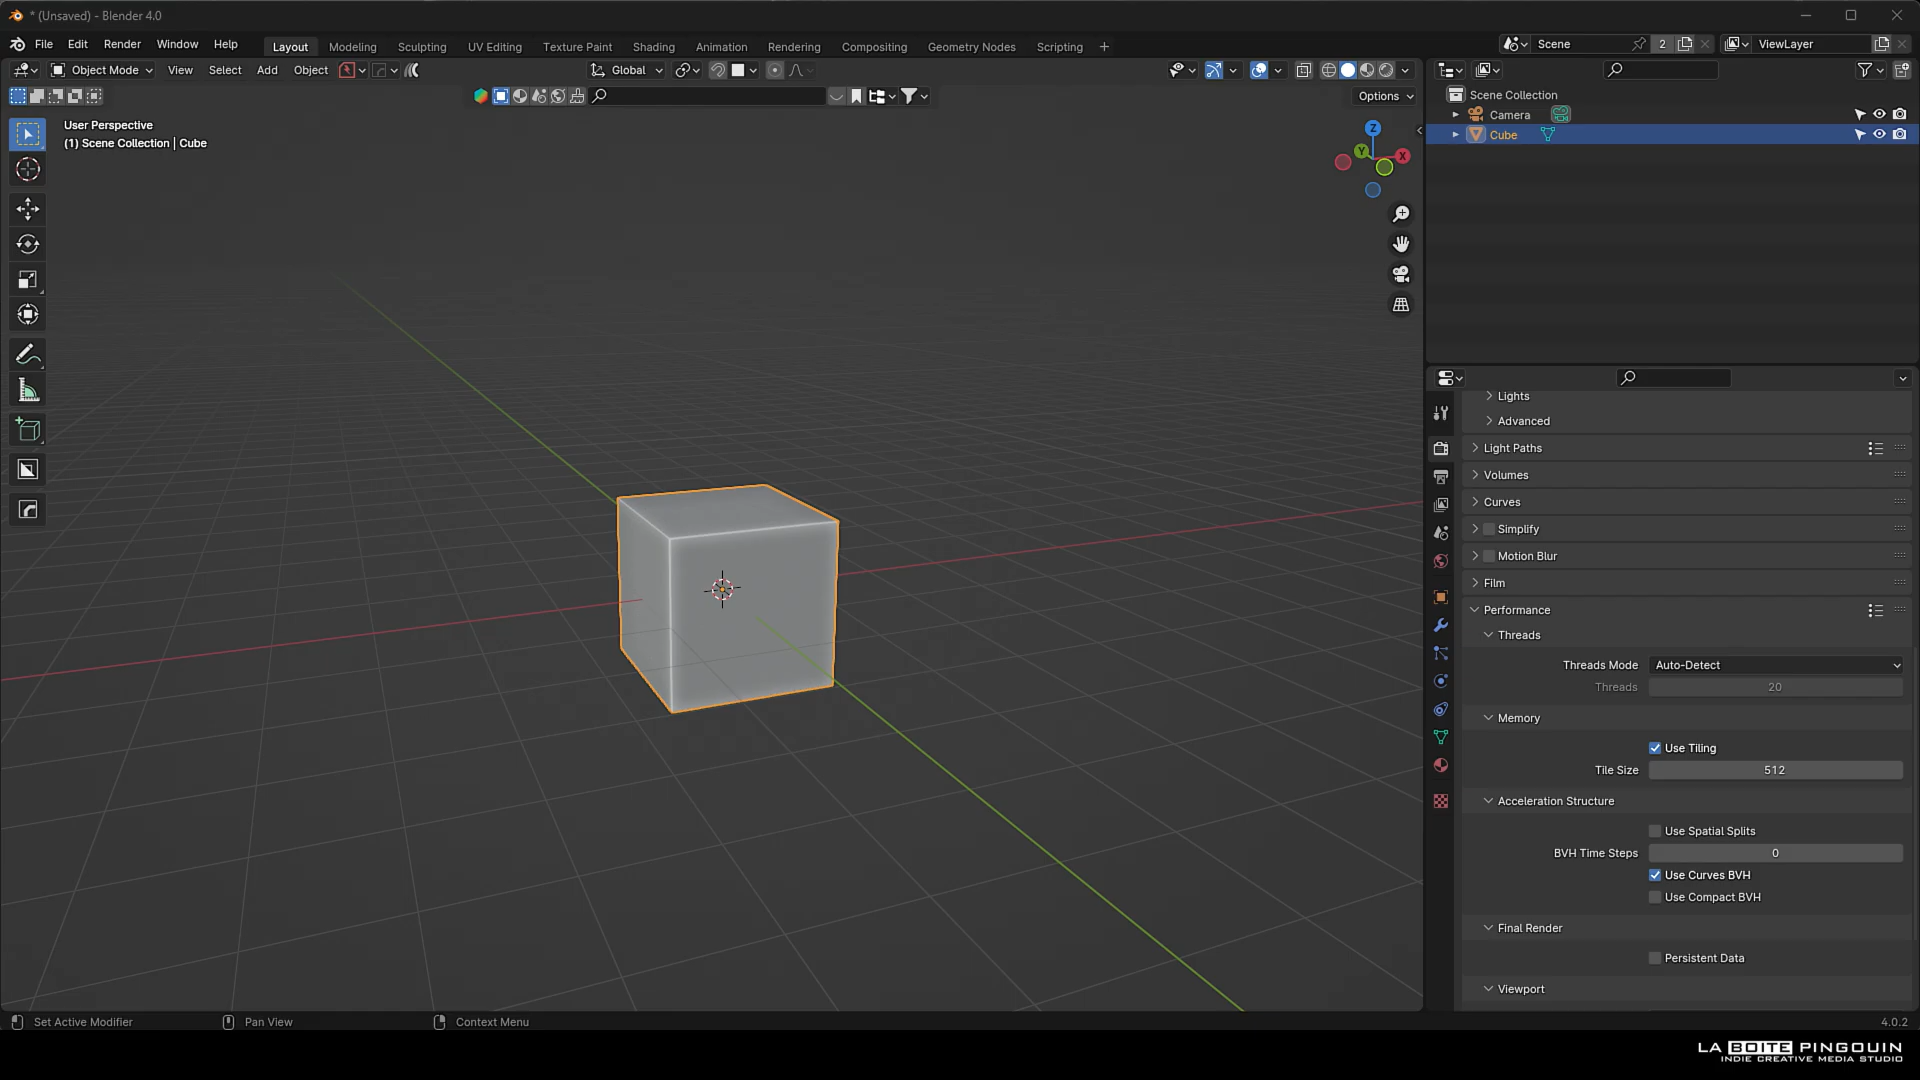 * (Unsaved) - Blender 4.0
File Edit Render Window Help
Layout Modeling Sculpting UV Editing Texture Paint Shading Animation Rendering Compositing Geometry Nodes Scripting +
Scene 2
ViewLayer
Object Mode View Select Add Object
Global
Options
User Perspective
(1) Scene Collection | Cube
Z
Y
X
Scene Collection
Camera
Cube
Lights
Advanced
Light Paths
Volumes
Curves
Simplify
Motion Blur
Film
Performance
Threads
Threads Mode Auto-Detect
Threads 20
Memory
Use Tiling
Tile Size 512
Acceleration Structure
Use Spatial Splits
BVH Time Steps 0
Use Curves BVH
Use Compact BVH
Final Render
Persistent Data
Viewport
Set Active Modifier Pan View Context Menu 4.0.2
LA BOITE PINGOUIN
INDIE CREATIVE MEDIA STUDIO